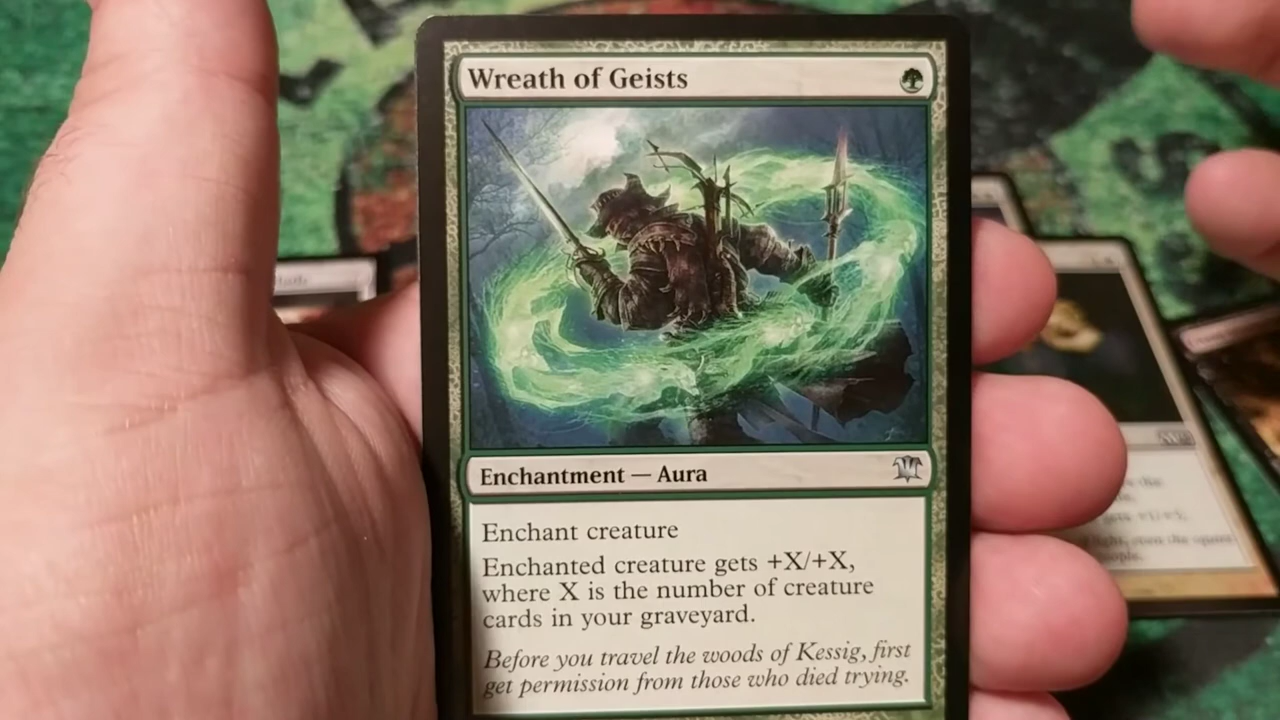 Wreath of Geists
Enchantment — Aura
Enchant creature
Enchanted creature gets +X/+X,
where X is the number of creature
cards in your graveyard.
Before you travel the woods of Kessig, first
get permission from those who died trying.